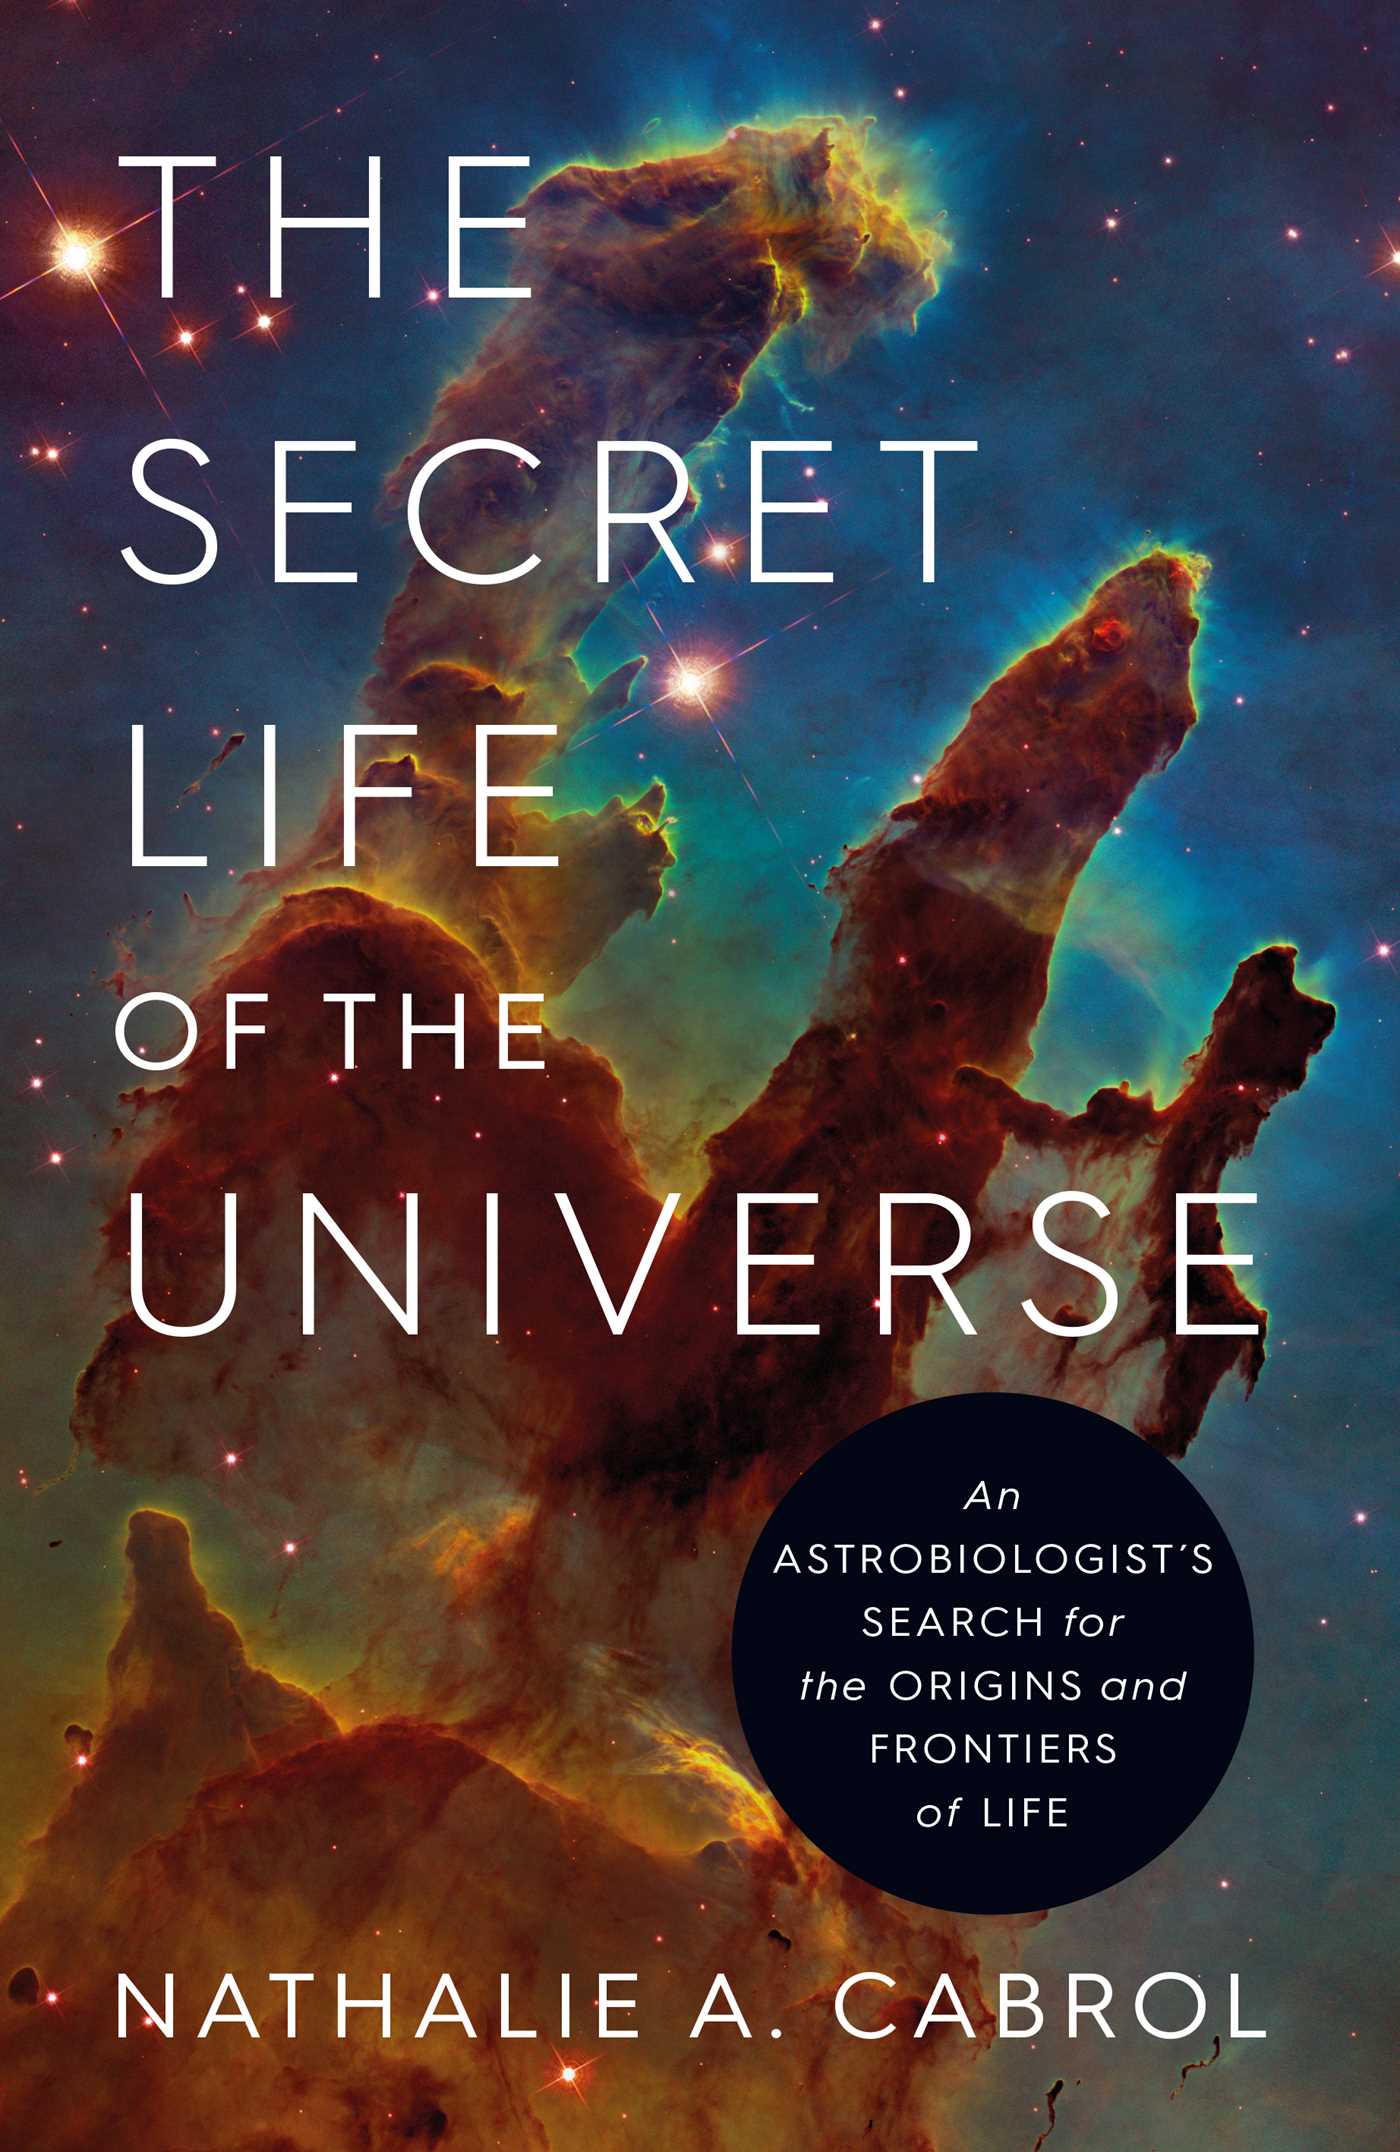 THE
SECRET
LIFE
OF THE
UNIVERSE
An
ASTROBIOLOGIST´S
SEARCH for
the ORIGINS and
FRONTIERS
of LIFE
NATHALIE A. CABROL